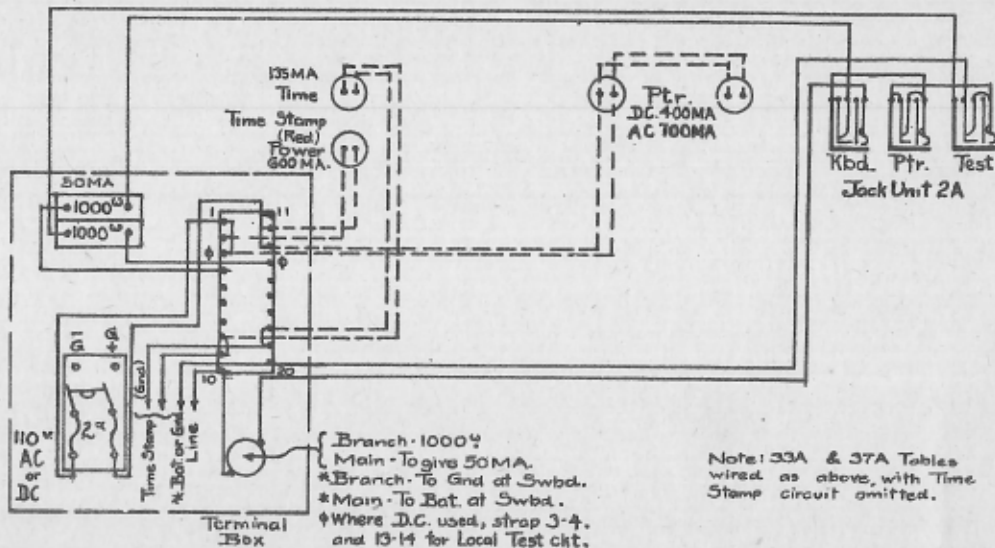 135MA
Time
Time Stamp
(Red)
Power
600MA.
Ptr.
D.C. 400MA
AC 700MA
Kbd.
Ptr.
Test
Jack Unit 2A
50MA
1000ω
1000ω
1
11
φ
φ
10
20
- +
G G
2ª
110ᵛ
AC
or
DC
Time Stamp
(Gnd)
*Bat. or Gnd
Line
Terminal
Box
Branch - 1000ω
Main - To give 50MA.
*Branch - To Gnd at Swbd.
*Main - To Bat. at Swbd.
φ Where D.C. used, strap 3-4.
and 13-14 for Local Test ckt.
Note: 33A & 37A Tables
wired as above, with Time
Stamp circuit omitted.